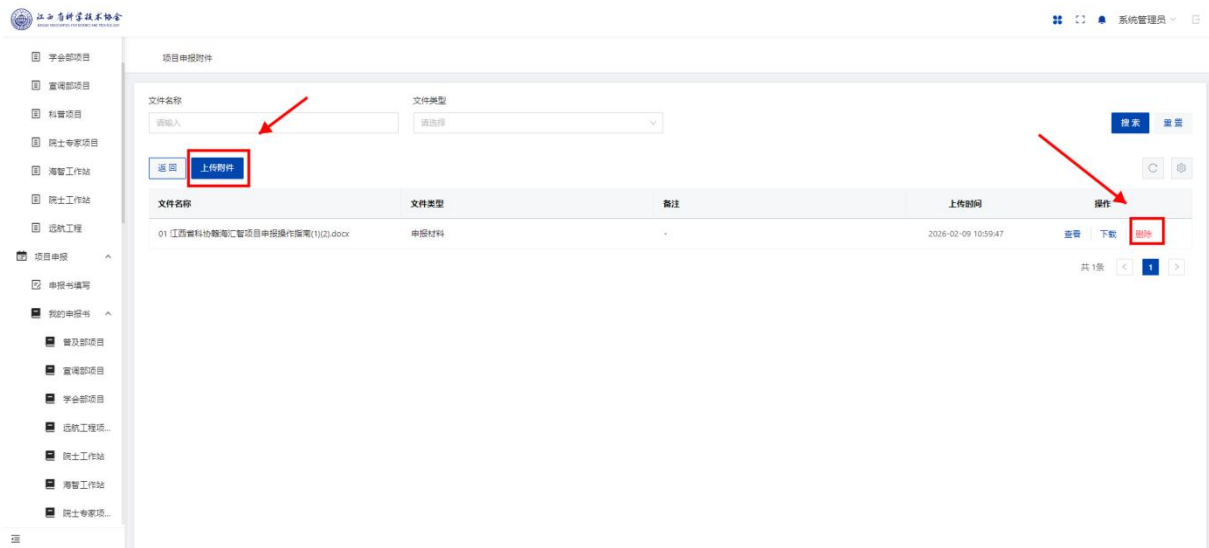 江西省科学技术协会
系统管理员
学会部项目
宣调部项目
科普项目
院士专家项目
海智工作站
院士工作站
远航工程
项目申报
申报书填写
我的申报书
普及部项目
宣调部项目
学会部项目
远航工程项...
院士工作站
海智工作站
院士专家项...
项目申报附件
文件名称
文件类型
请输入
请选择
搜索
重置
返回
上传附件
文件名称 文件类型 备注 上传时间 操作
01 江西省科协赣海汇智项目申报操作指南(1)(2).docx 申报材料 - 2026-02-09 10:59:47 查看 下载 删除
共 1条 < 1 >